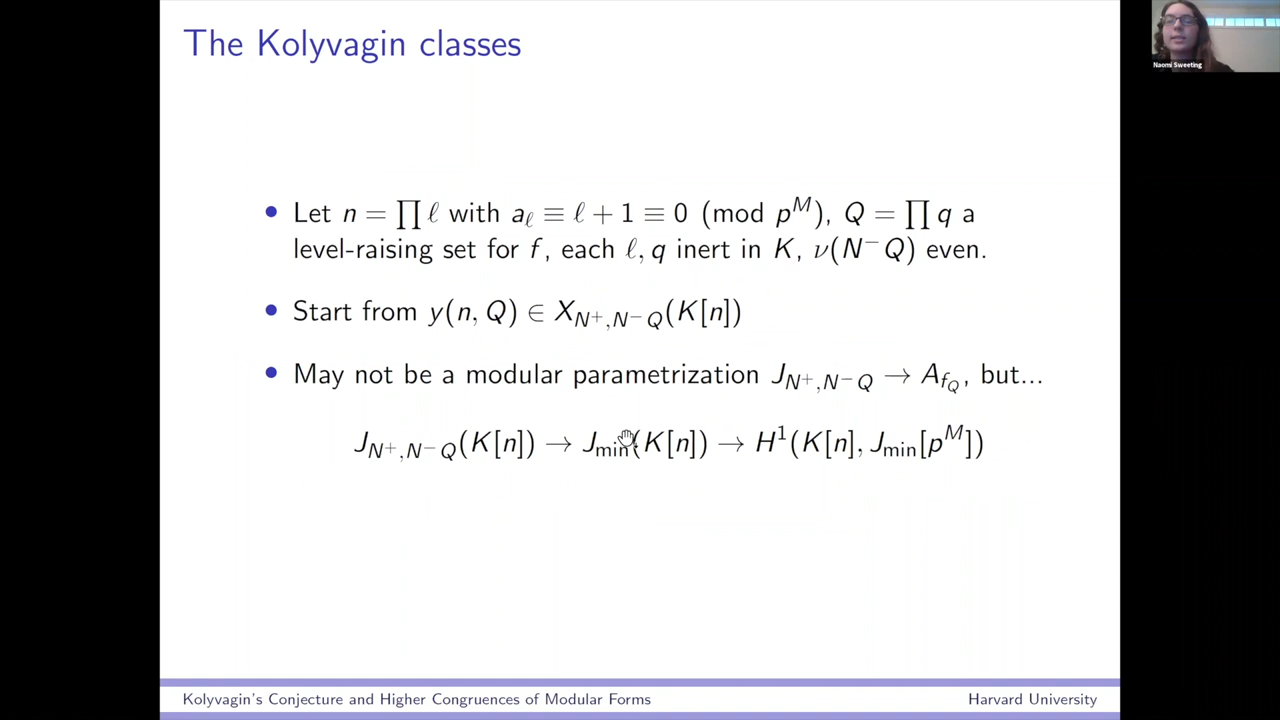 The Kolyvagin classes
Naomi Sweeting
• Let n = ∏ ℓ with a_ℓ ≡ ℓ + 1 ≡ 0 (mod p^M), Q = ∏ q a
level-raising set for f, each ℓ, q inert in K, ν(N⁻Q) even.
• Start from y(n, Q) ∈ X_{N⁺,N⁻Q}(K[n])
• May not be a modular parametrization J_{N⁺,N⁻Q} → A_{f_Q}, but...
J_{N⁺,N⁻Q}(K[n]) → J_min(K[n]) → H¹(K[n], J_min[p^M])
Kolyvagin's Conjecture and Higher Congruences of Modular Forms
Harvard University